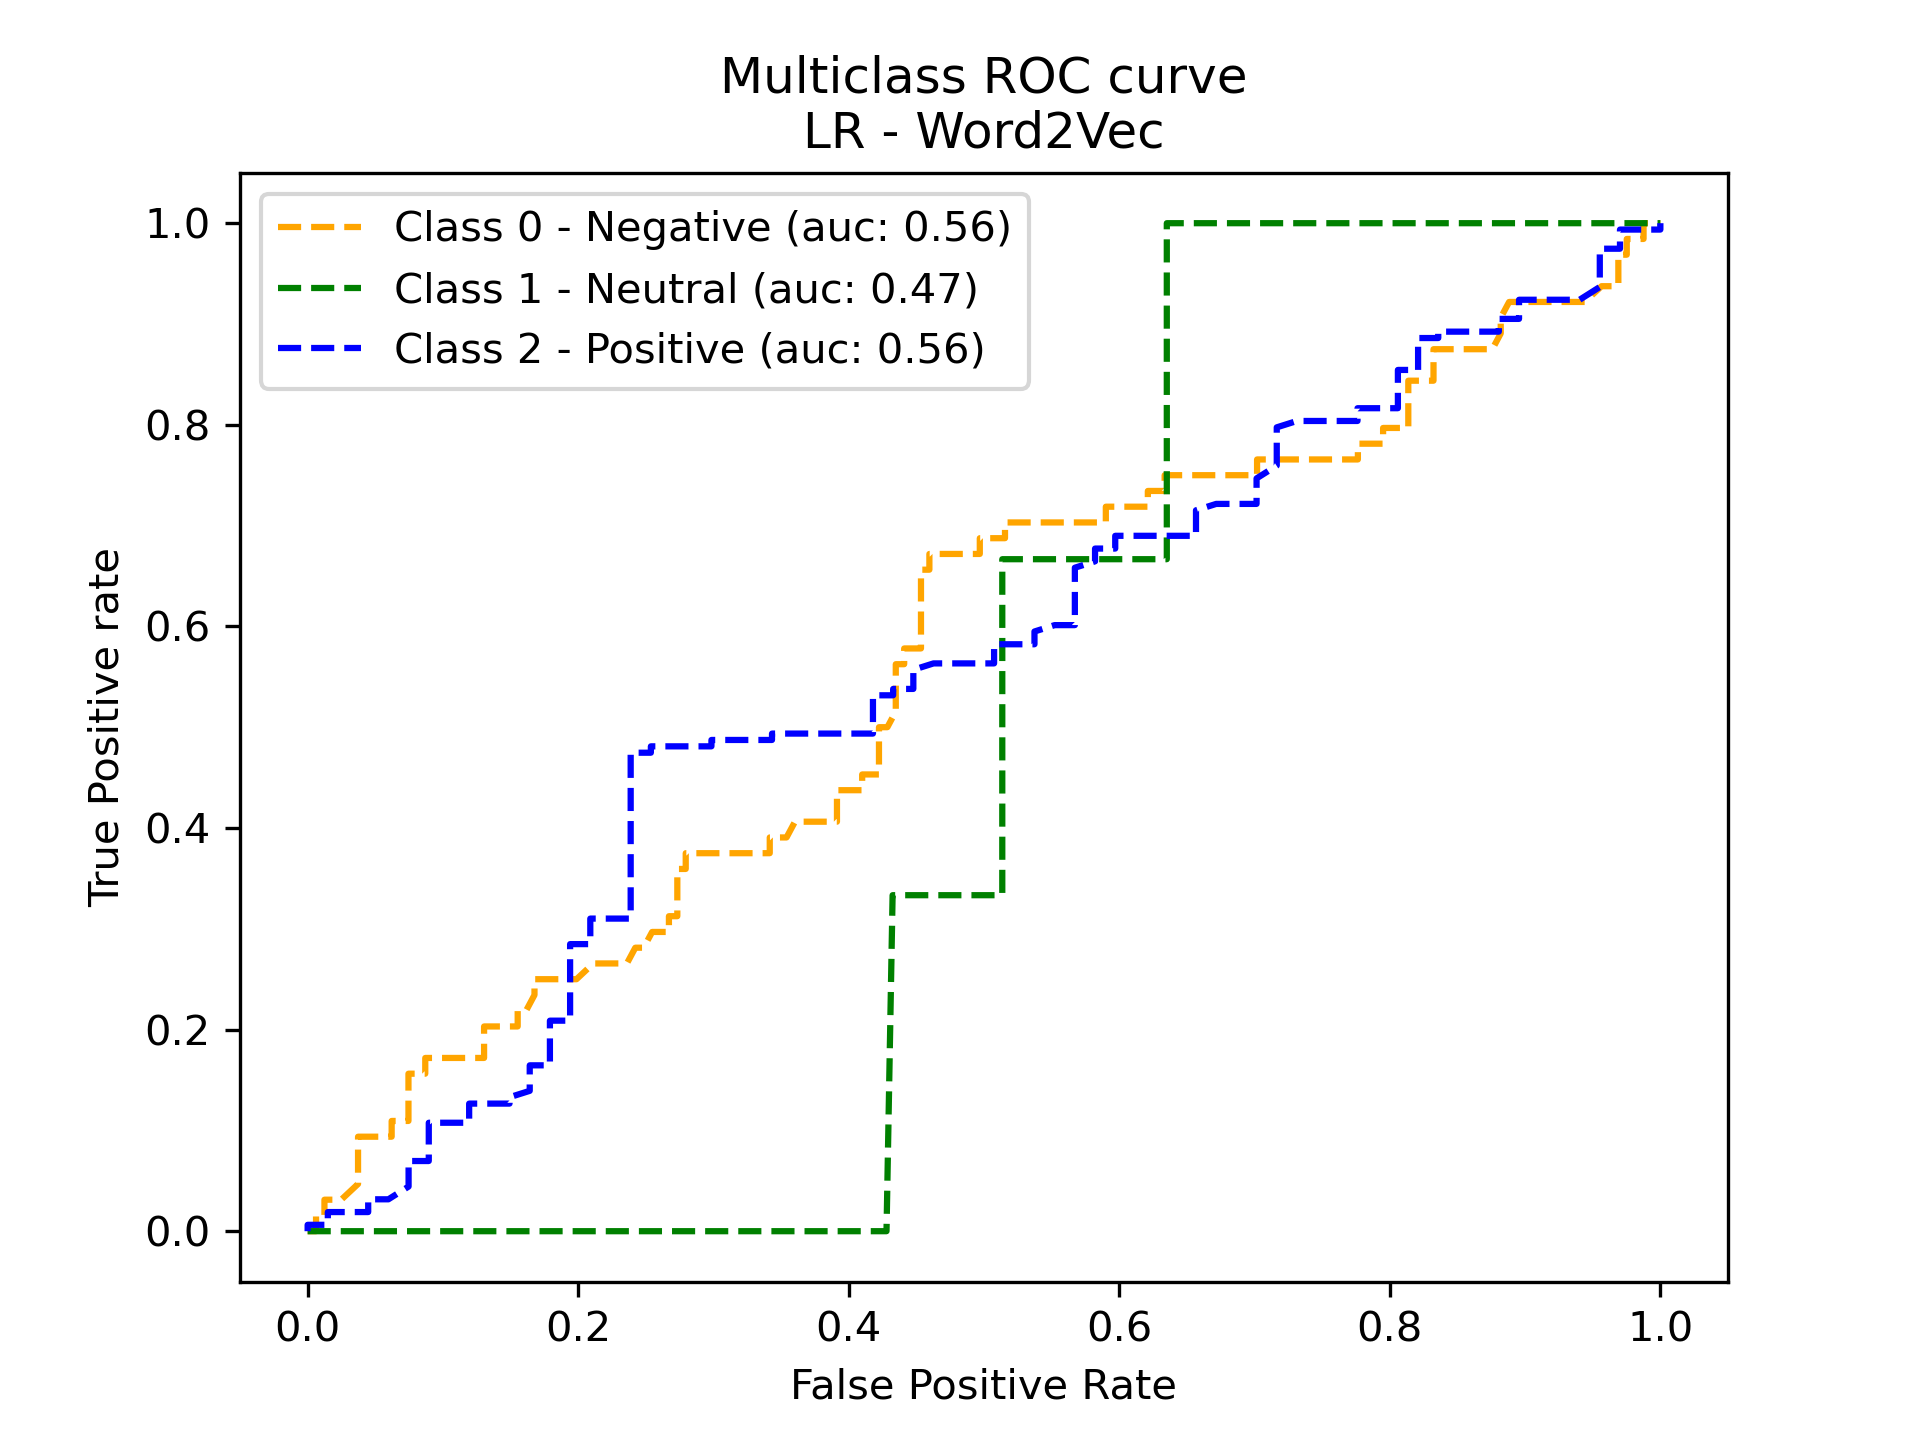 Multiclass ROC curve
LR - Word2Vec
Class 0 - Negative (auc: 0.56)
Class 1 - Neutral (auc: 0.47)
Class 2 - Positive (auc: 0.56)
True Positive rate
1.0
0.8
0.6
0.4
0.2
0.0
0.0 0.2 0.4 0.6 0.8 1.0
False Positive Rate